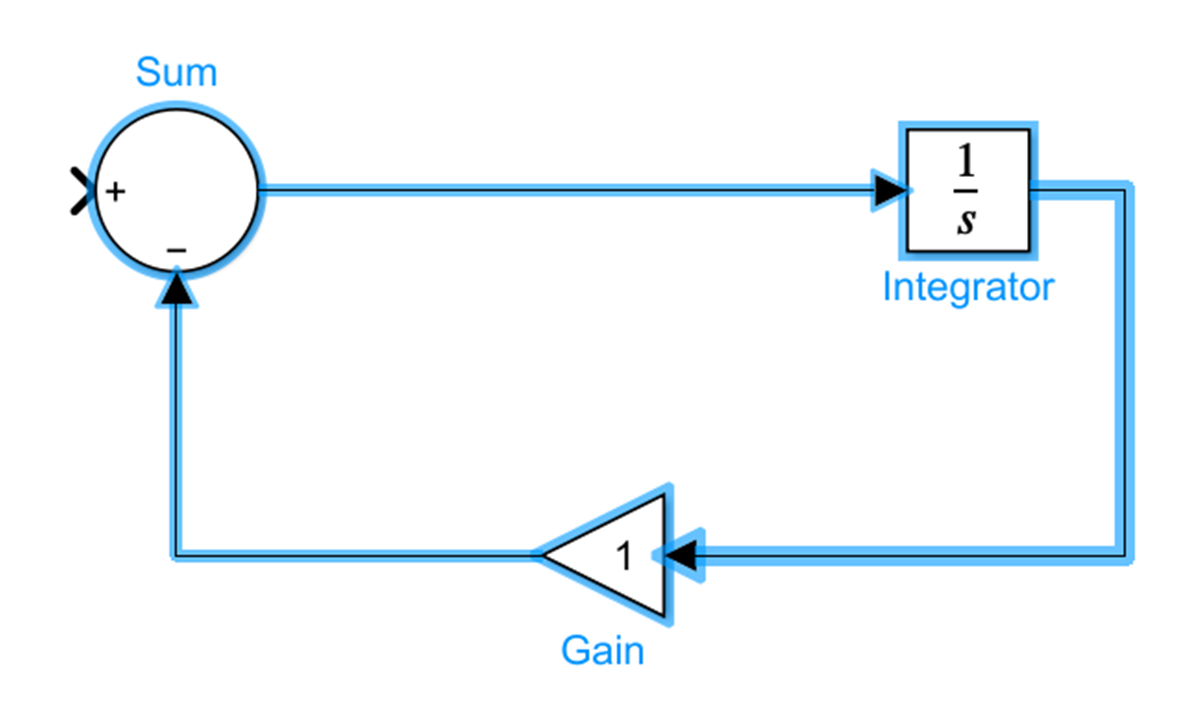 Sum
+
−
1
s
Integrator
1
Gain